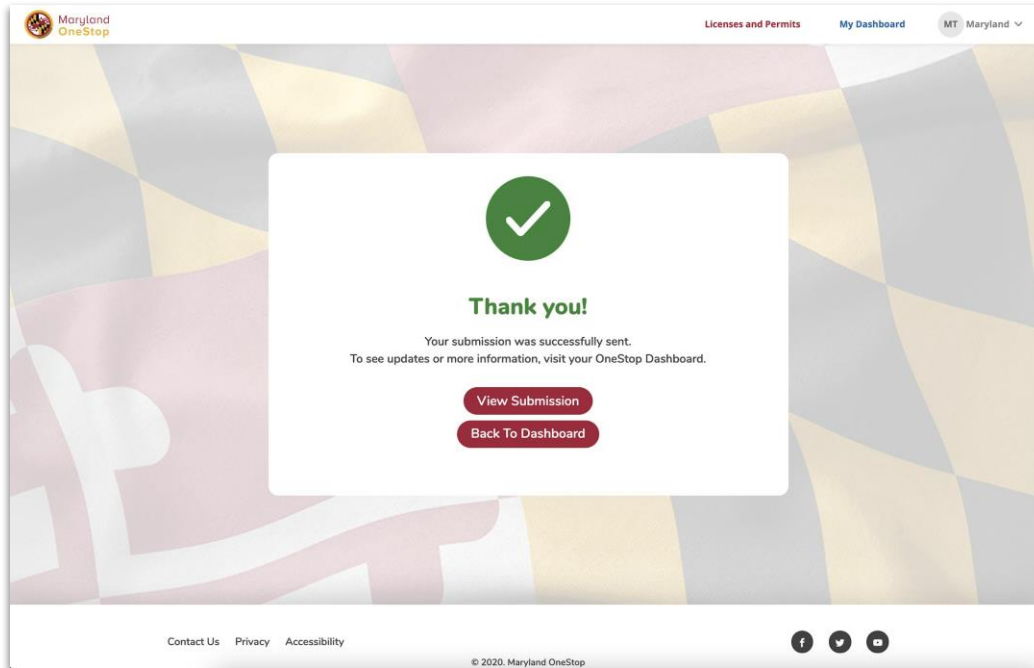 Maryland
OneStop
Licenses and Permits
My Dashboard
MT Maryland
Thank you!
Your submission was successfully sent.
To see updates or more information, visit your OneStop Dashboard.
View Submission
Back To Dashboard
Contact Us Privacy Accessibility
© 2020. Maryland OneStop